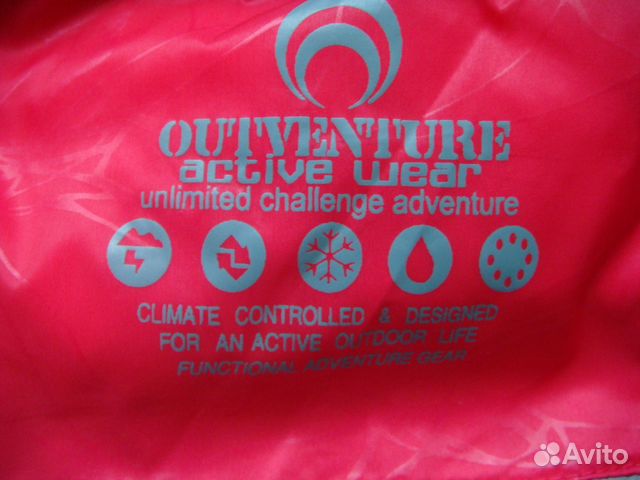 OUTVENTURE
active wear
unlimited challenge adventure
CLIMATE CONTROLLED & DESIGNED
FOR AN ACTIVE OUTDOOR LIFE
FUNCTIONAL ADVENTURE GEAR
Avito